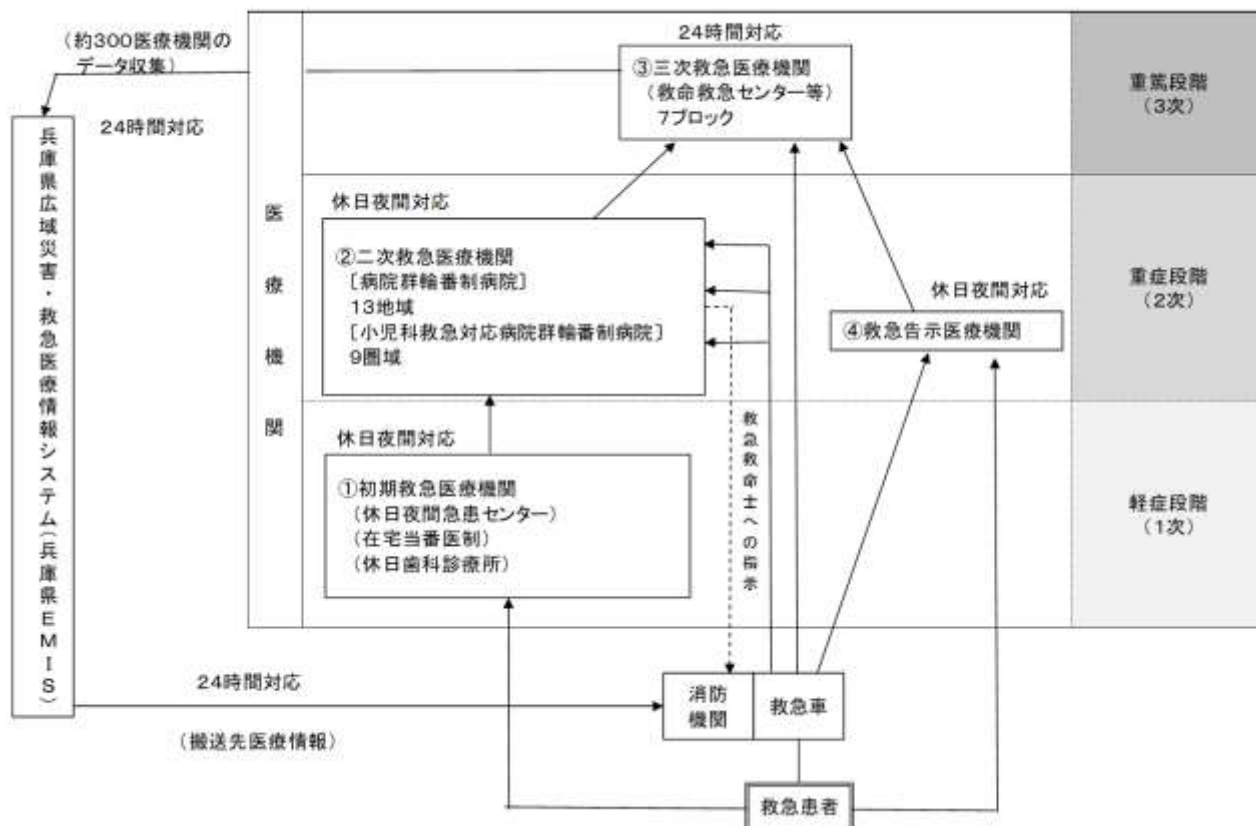 (約300医療機関の
データ収集)
24時間対応
兵庫県広域災害・救急医療情報システム(兵庫県EMIS)
医療機関
24時間対応
③三次救急医療機関
(救命救急センター等)
7ブロック
重篤段階
(3次)
休日夜間対応
②二次救急医療機関
[病院群輪番制病院]
13地域
[小児科救急対応病院群輪番制病院]
9圏域
休日夜間対応
④救急告示医療機関
重症段階
(2次)
休日夜間対応
①初期救急医療機関
(休日夜間急患センター)
(在宅当番医制)
(休日歯科診療所)
救急救命士への指示
軽症段階
(1次)
24時間対応
(搬送先医療情報)
消防
機関
救急車
救急患者